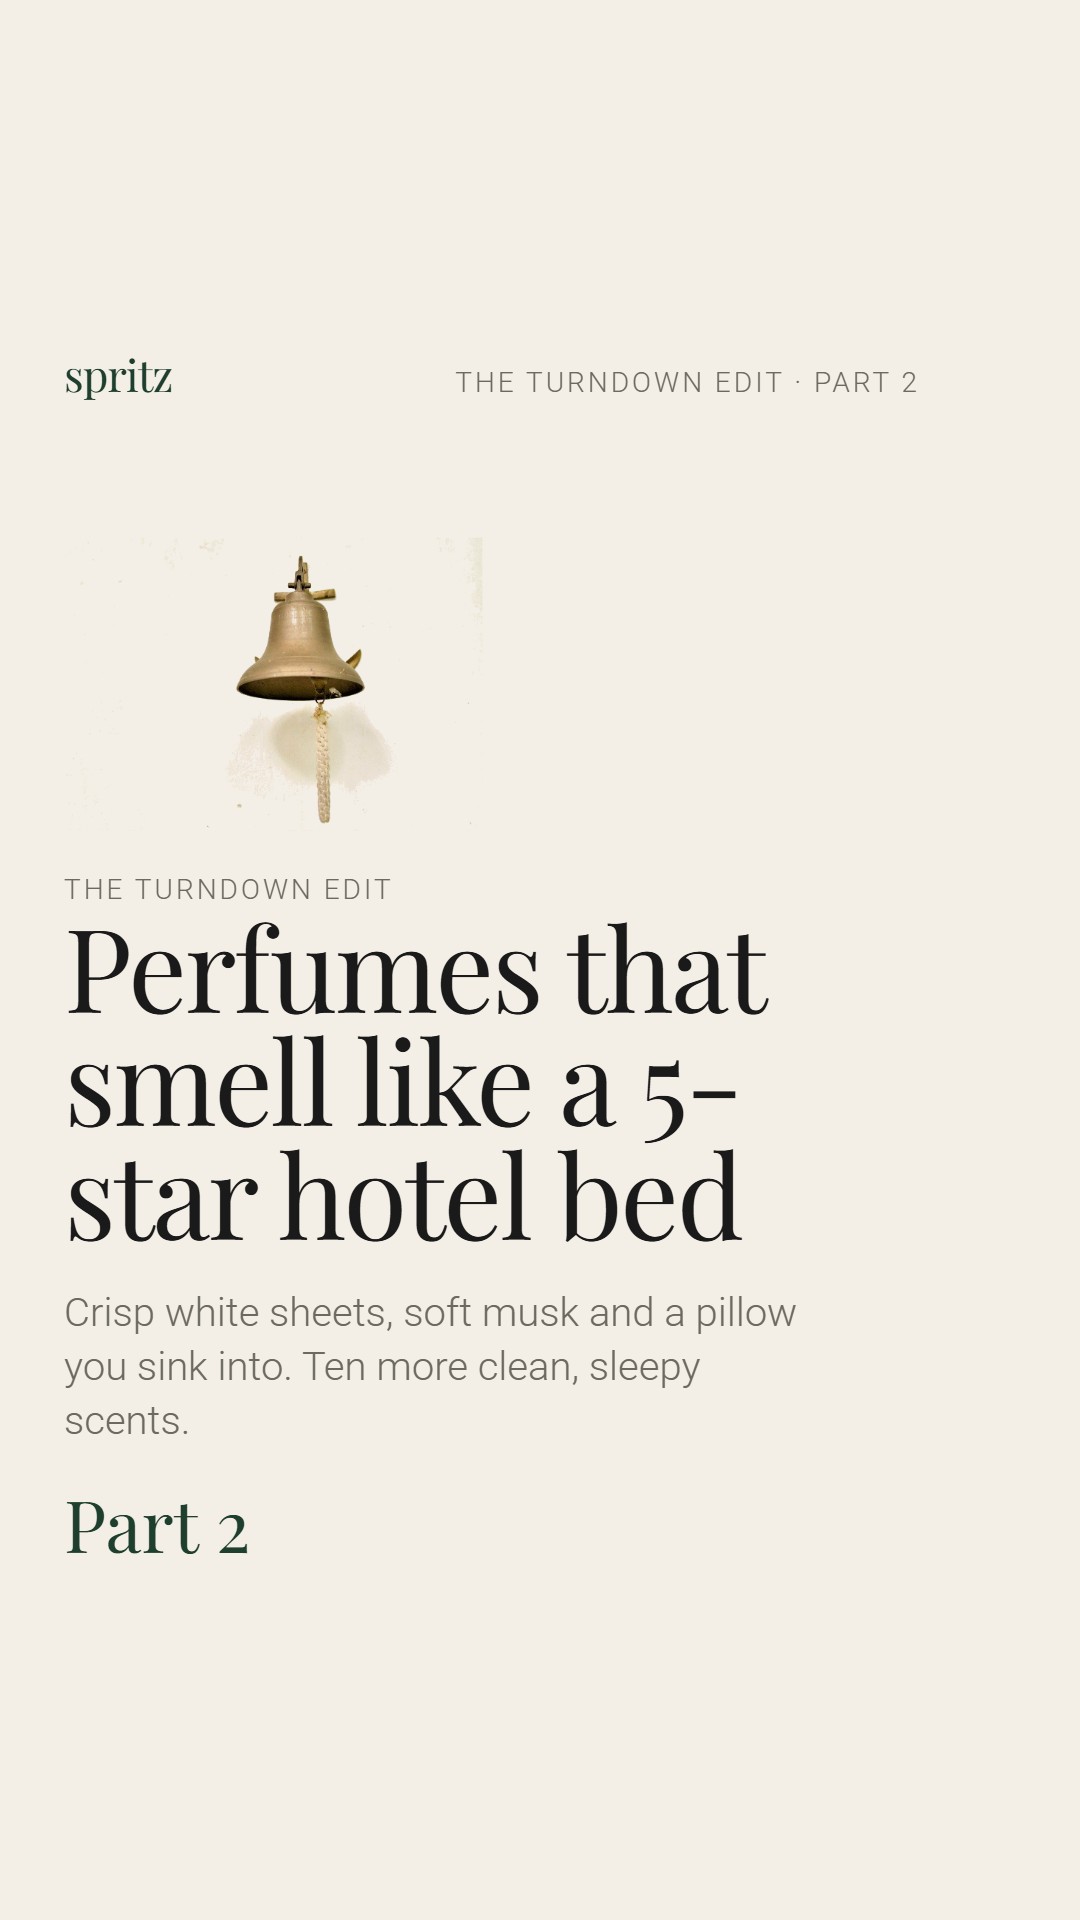 spritz
THE TURNDOWN EDIT · PART 2
THE TURNDOWN EDIT
Perfumes that
smell like a 5-
star hotel bed
Crisp white sheets, soft musk and a pillow
you sink into. Ten more clean, sleepy
scents.
Part 2